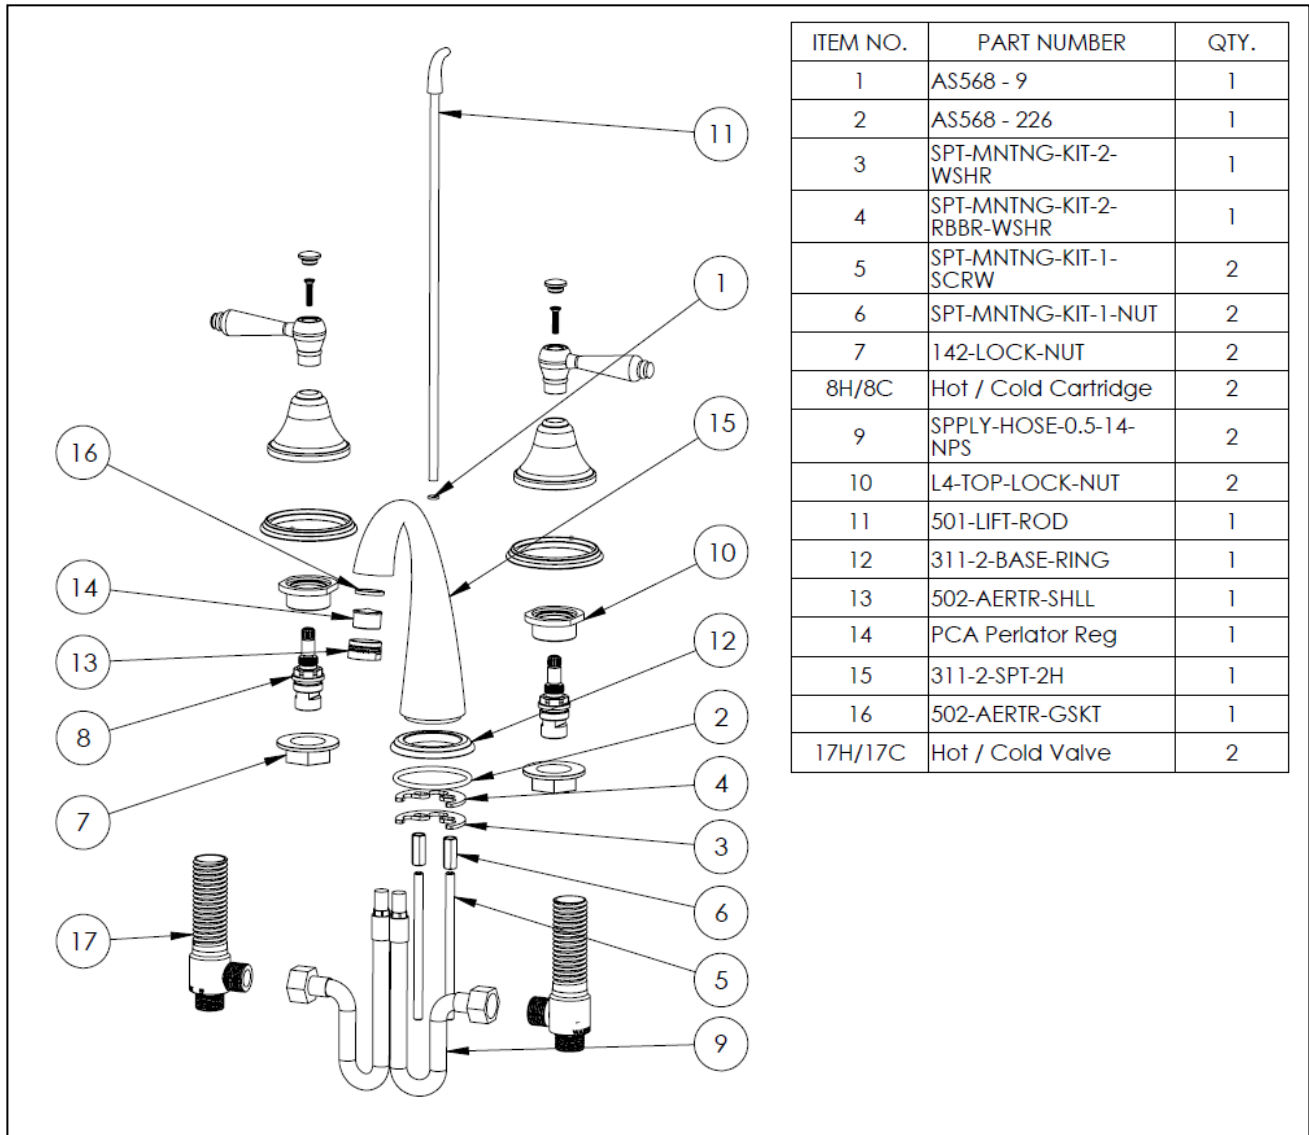 ITEM NO. PART NUMBER QTY.
1 AS568 - 9 1
2 AS568 - 226 1
3 SPT-MNTNG-KIT-2-
WSHR 1
4 SPT-MNTNG-KIT-2-
RBBR-WSHR 1
5 SPT-MNTNG-KIT-1-
SCRW 2
6 SPT-MNTNG-KIT-1-NUT 2
7 142-LOCK-NUT 2
8H/8C Hot / Cold Cartridge 2
9 SPPLY-HOSE-0.5-14-
NPS 2
10 L4-TOP-LOCK-NUT 2
11 501-LIFT-ROD 1
12 311-2-BASE-RING 1
13 502-AERTR-SHLL 1
14 PCA Perlator Reg 1
15 311-2-SPT-2H 1
16 502-AERTR-GSKT 1
17H/17C Hot / Cold Valve 2
11
1
15
16
10
14
12
13
2
8
4
7
3
6
17
5
9